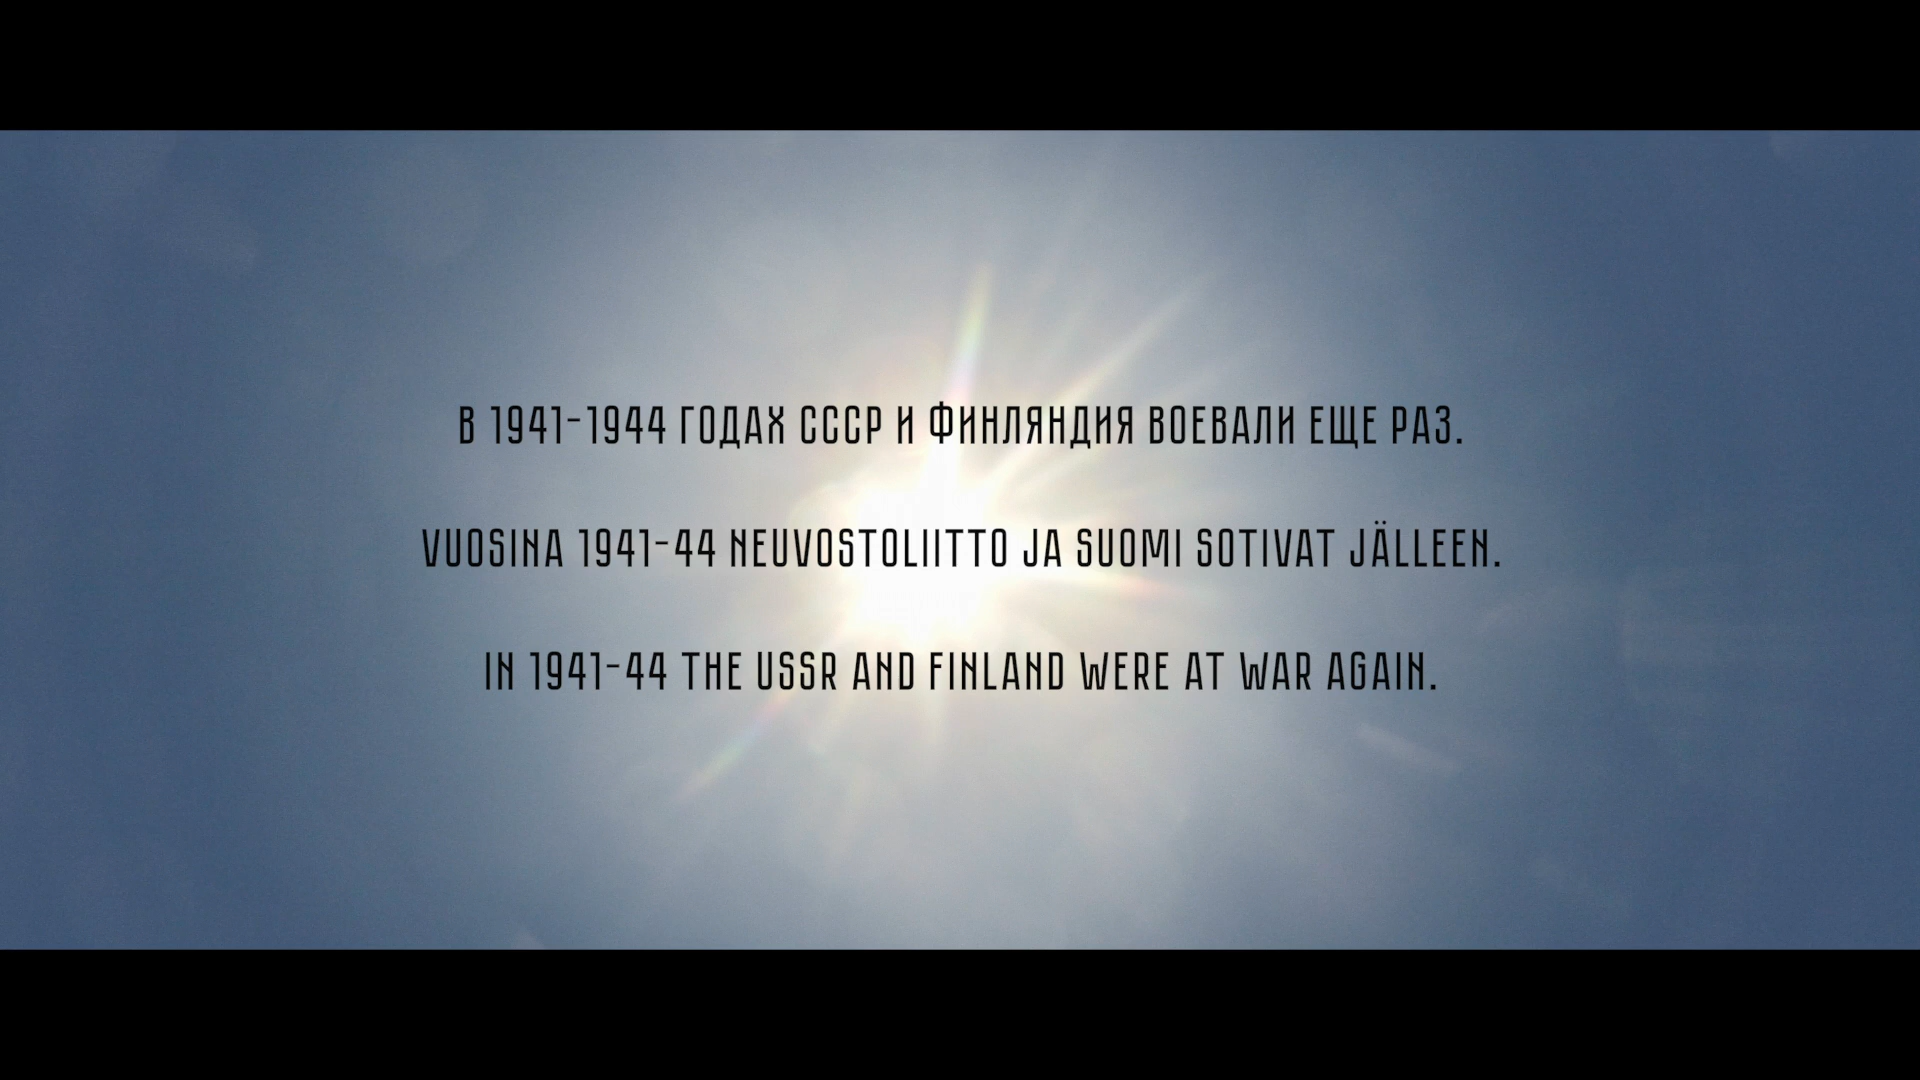 В 1941-1944 ГОДАХ СССР И ФИНЛЯНДИЯ ВОЕВАЛИ ЕЩЕ РАЗ.
VUOSINA 1941-44 NEUVOSTOLIITTO JA SUOMI SOTIVAT JÄLLEEN.
IN 1941-44 THE USSR AND FINLAND WERE AT WAR AGAIN.